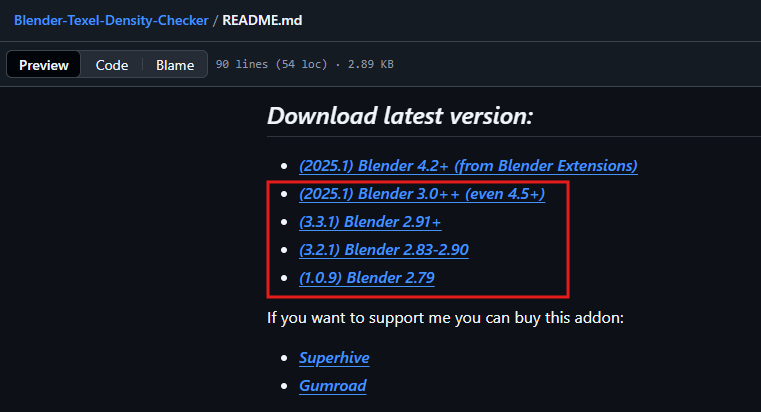 Blender-Texel-Density-Checker / README.md
Preview Code Blame 90 lines (54 loc) · 2.89 KB
Download latest version:
(2025.1) Blender 4.2+ (from Blender Extensions)
(2025.1) Blender 3.0++ (even 4.5+)
(3.3.1) Blender 2.91+
(3.2.1) Blender 2.83-2.90
(1.0.9) Blender 2.79
If you want to support me you can buy this addon:
Superhive
Gumroad